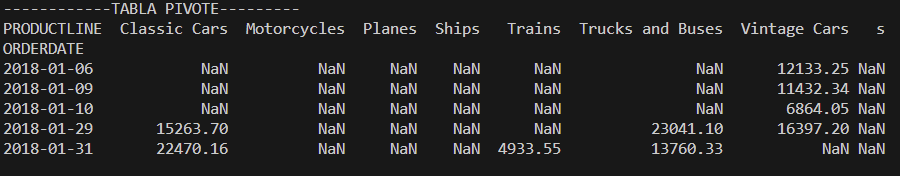 ------------TABLA PIVOTE---------
PRODUCTLINE  Classic Cars  Motorcycles  Planes  Ships   Trains  Trucks and Buses  Vintage Cars   s
ORDERDATE
2018-01-06            NaN          NaN     NaN    NaN      NaN               NaN      12133.25 NaN
2018-01-09            NaN          NaN     NaN    NaN      NaN               NaN      11432.34 NaN
2018-01-10            NaN          NaN     NaN    NaN      NaN               NaN       6864.05 NaN
2018-01-29       15263.70          NaN     NaN    NaN      NaN          23041.10      16397.20 NaN
2018-01-31       22470.16          NaN     NaN    NaN  4933.55          13760.33           NaN NaN